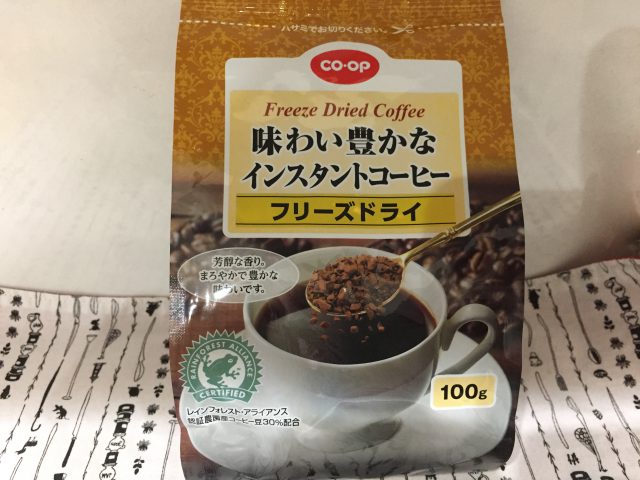 ハサミでお切りください。
CO·OP
Freeze Dried Coffee
味わい豊かな
インスタントコーヒー
フリーズドライ
芳醇な香り。
まろやかで豊かな
味わいです。
RAINFOREST ALLIANCE
CERTIFIED
100g
レインフォレスト・アライアンス
認証農園産コーヒー豆30%配合